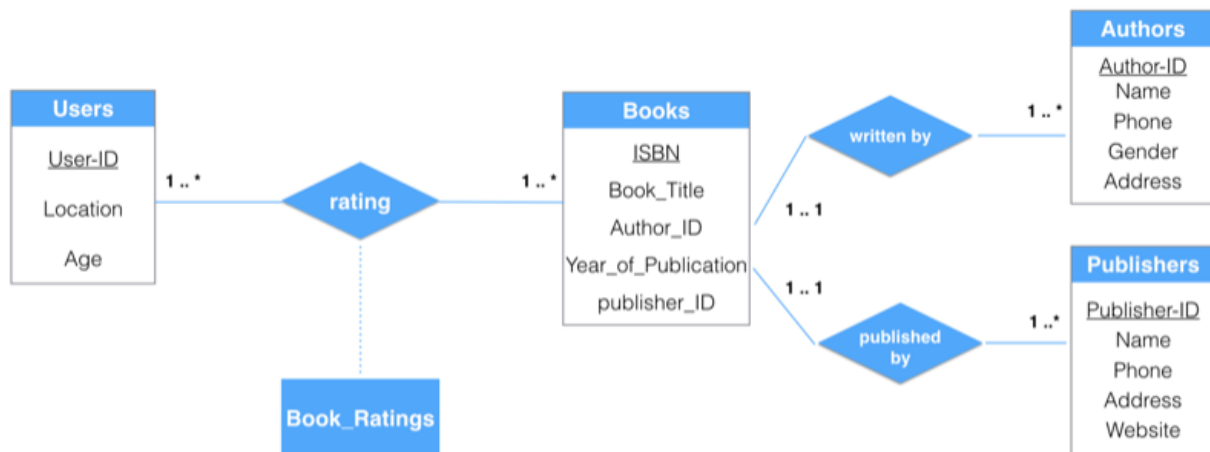 Users
User-ID
Location
Age
1 .. *
rating
1 .. *
Book_Ratings
Books
ISBN
Book_Title
Author_ID
Year_of_Publication
publisher_ID
1 .. 1
written by
1 .. *
1 .. 1
published
by
1..*
Authors
Author-ID
Name
Phone
Gender
Address
Publishers
Publisher-ID
Name
Phone
Address
Website